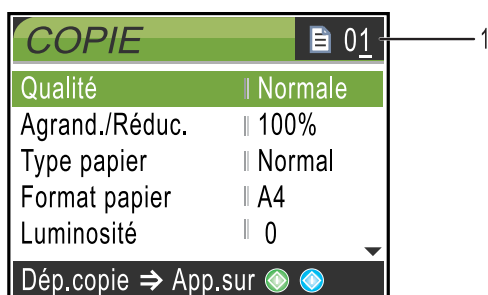 COPIE 01 1
Qualité Normale
Agrand./Réduc. 100%
Type papier Normal
Format papier A4
Luminosité 0
Dép.copie ⇒ App.sur